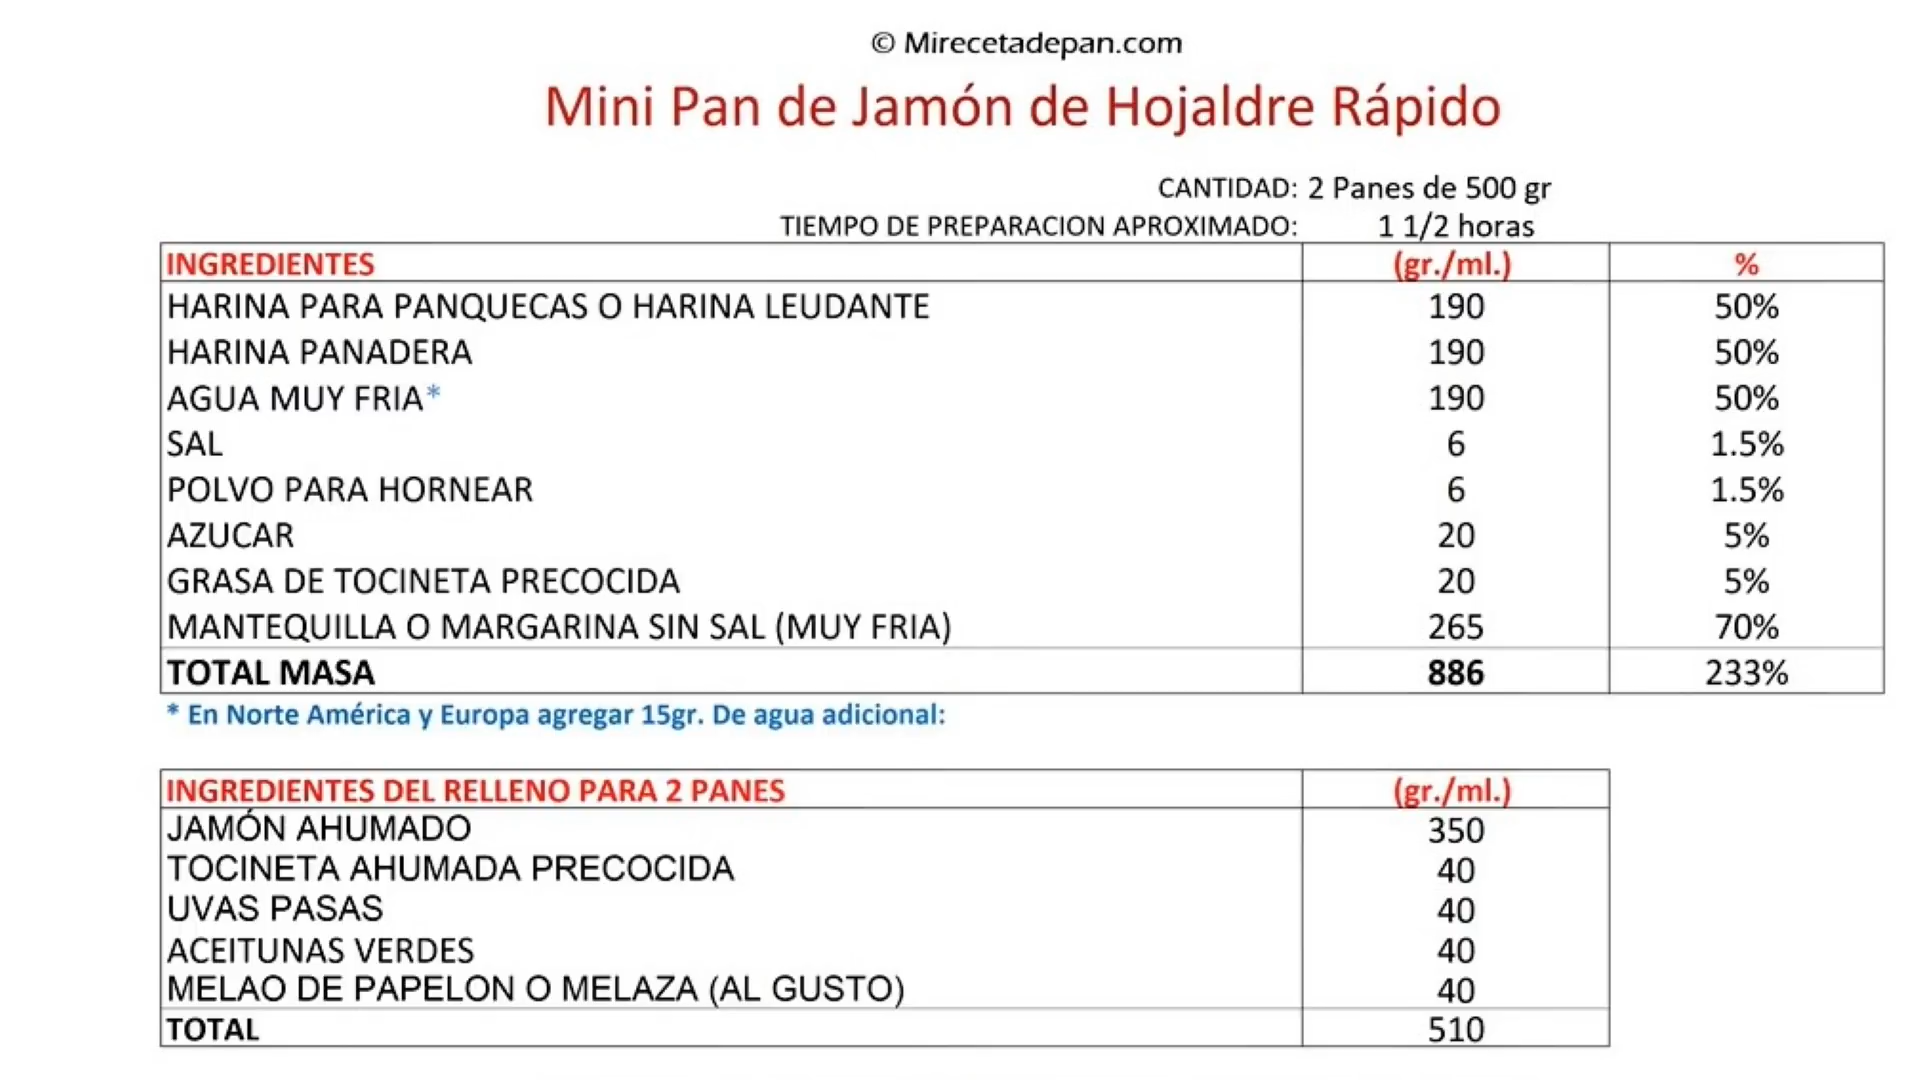 © Mirecetadepan.com
Mini Pan de Jamón de Hojaldre Rápido
CANTIDAD: 2 Panes de 500 gr
TIEMPO DE PREPARACION APROXIMADO: 1 1/2 horas
INGREDIENTES (gr./ml.) %
HARINA PARA PANQUECAS O HARINA LEUDANTE 190 50%
HARINA PANADERA 190 50%
AGUA MUY FRIA* 190 50%
SAL 6 1.5%
POLVO PARA HORNEAR 6 1.5%
AZUCAR 20 5%
GRASA DE TOCINETA PRECOCIDA 20 5%
MANTEQUILLA O MARGARINA SIN SAL (MUY FRIA) 265 70%
TOTAL MASA 886 233%
* En Norte América y Europa agregar 15gr. De agua adicional:
INGREDIENTES DEL RELLENO PARA 2 PANES (gr./ml.)
JAMÓN AHUMADO 350
TOCINETA AHUMADA PRECOCIDA 40
UVAS PASAS 40
ACEITUNAS VERDES 40
MELAO DE PAPELON O MELAZA (AL GUSTO) 40
TOTAL 510